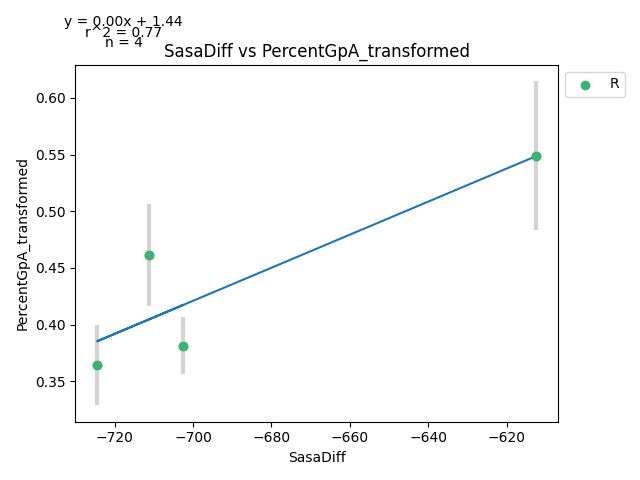 y = 0.00x + 1.44
r^2 = 0.77
n = 4
SasaDiff vs PercentGpA_transformed
R
PercentGpA_transformed
0.60
0.55
0.50
0.45
0.40
0.35
−720 −700 −680 −660 −640 −620
SasaDiff